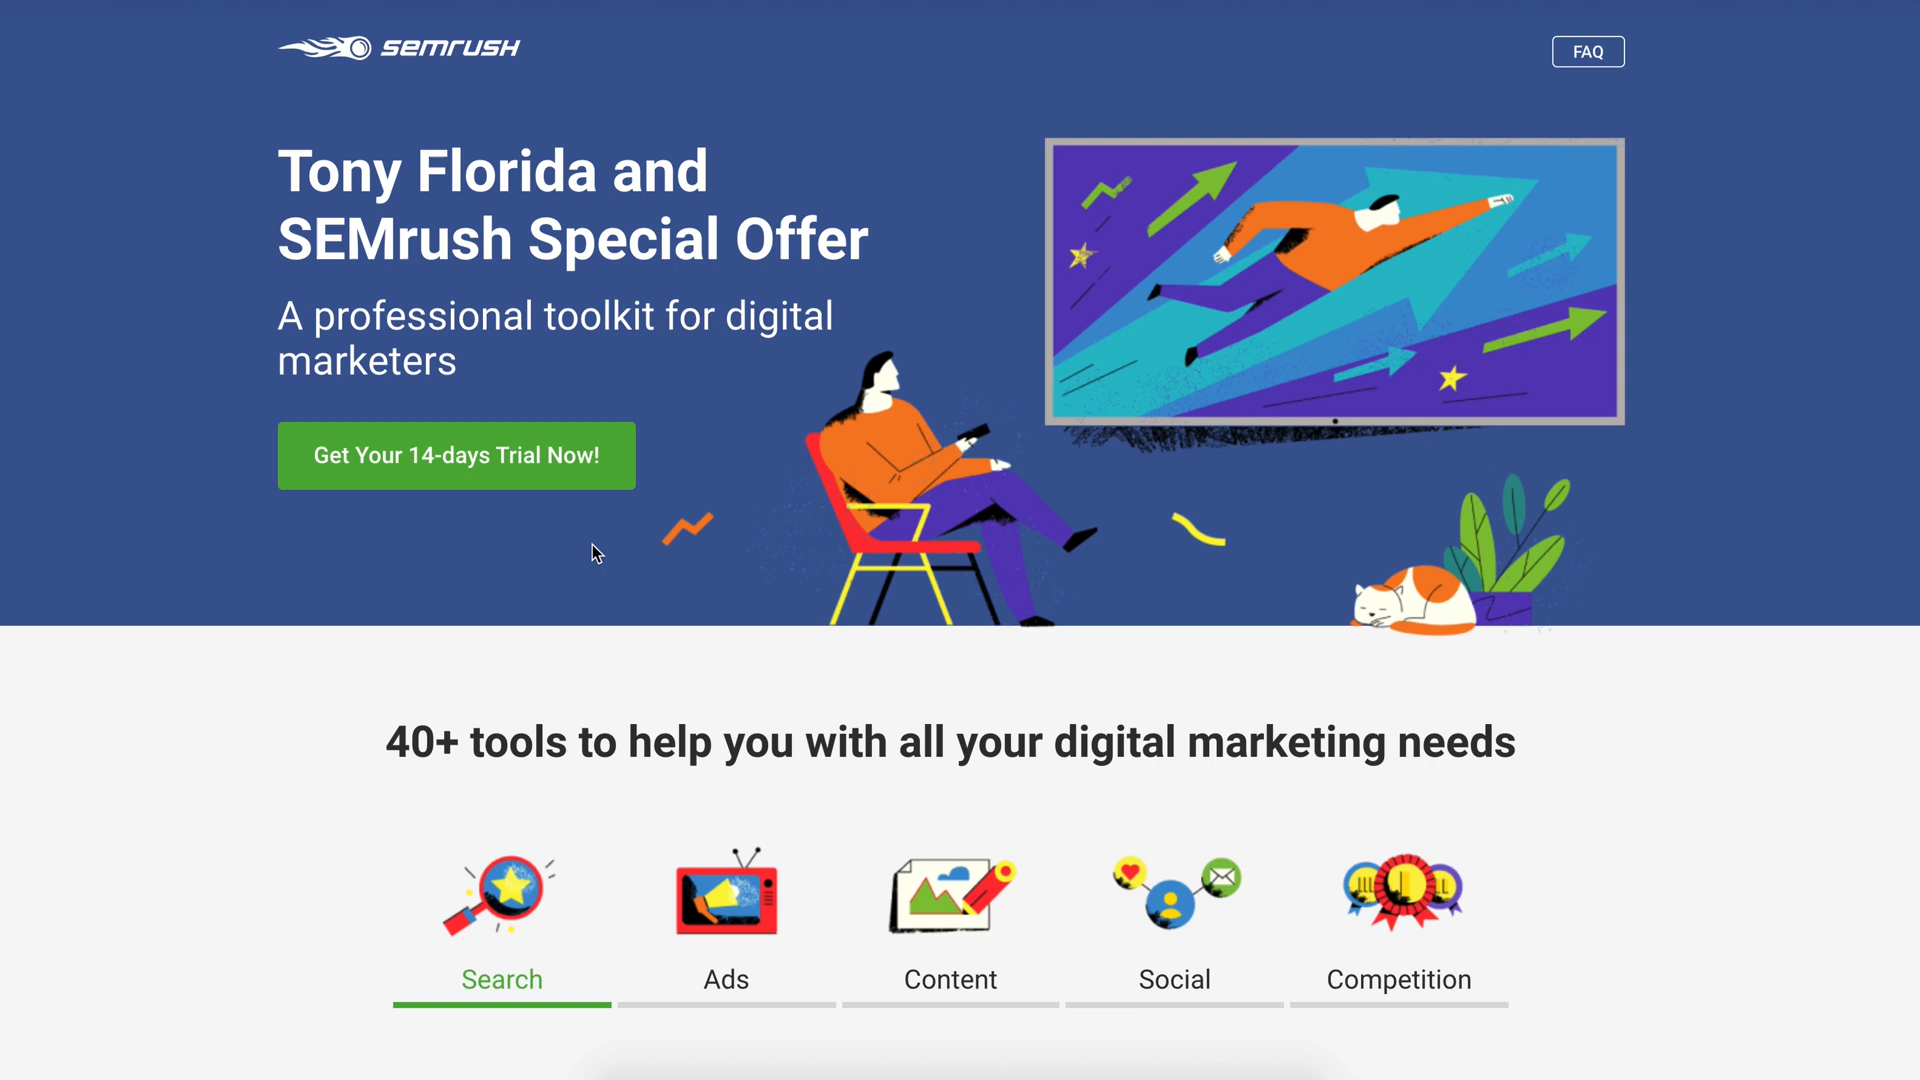 semrush
FAQ
Tony Florida and
SEMrush Special Offer
A professional toolkit for digital
marketers
Get Your 14-days Trial Now!
40+ tools to help you with all your digital marketing needs
Search
Ads
Content
Social
Competition